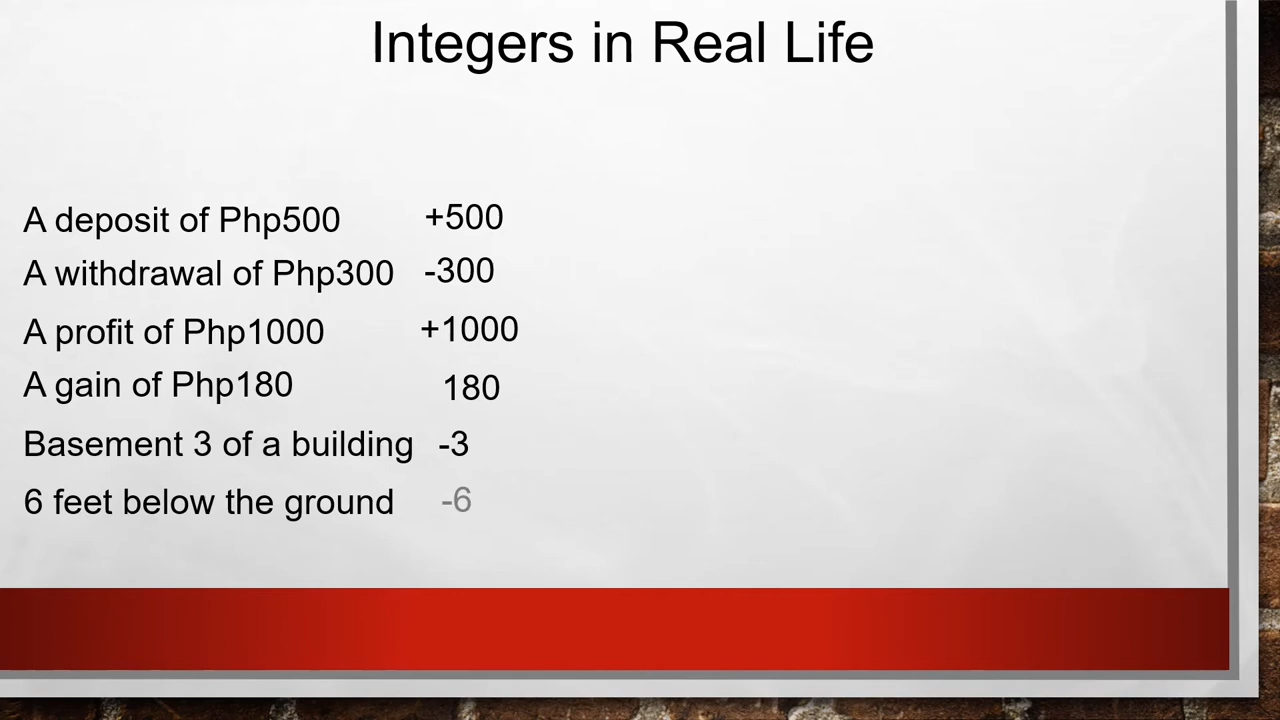 Integers in Real Life
A deposit of Php500 +500
A withdrawal of Php300 -300
A profit of Php1000 +1000
A gain of Php180 180
Basement 3 of a building -3
6 feet below the ground -6